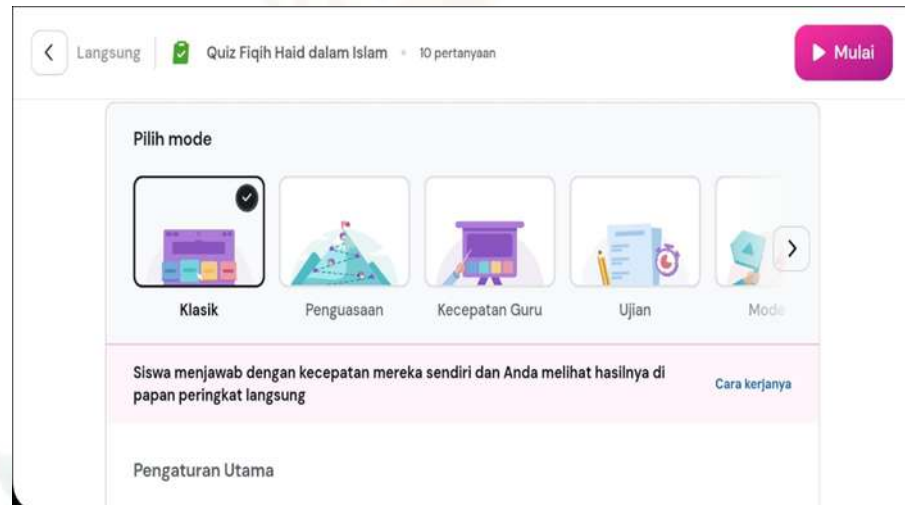 Langsung Quiz Fiqih Haid dalam Islam • 10 pertanyaan Mulai
Pilih mode
Klasik Penguasaan Kecepatan Guru Ujian Mode
Siswa menjawab dengan kecepatan mereka sendiri dan Anda melihat hasilnya di
papan peringkat langsung
Cara kerjanya
Pengaturan Utama